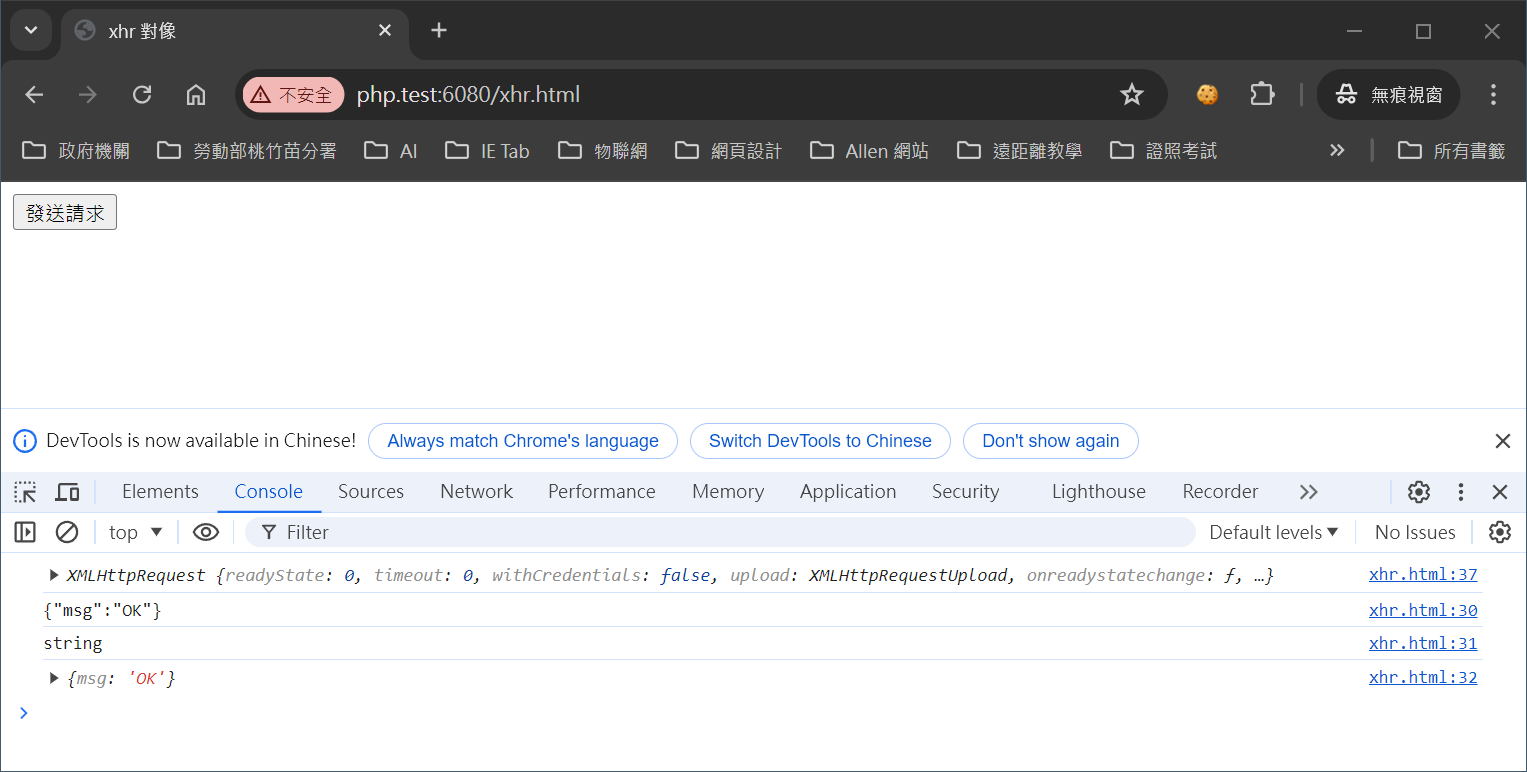 xhr 對像
不安全 php.test:6080/xhr.html 無痕視窗
政府機關 勞動部桃竹苗分署 AI IE Tab 物聯網 網頁設計 Allen 網站 遠距離教學 證照考試 » 所有書籤
發送請求
DevTools is now available in Chinese! Always match Chrome's language Switch DevTools to Chinese Don't show again
Elements Console Sources Network Performance Memory Application Security Lighthouse Recorder »
top Filter Default levels No Issues
XMLHttpRequest {readyState: 0, timeout: 0, withCredentials: false, upload: XMLHttpRequestUpload, onreadystatechange: ƒ, …} xhr.html:37
{"msg":"OK"} xhr.html:30
string xhr.html:31
{msg: 'OK'} xhr.html:32